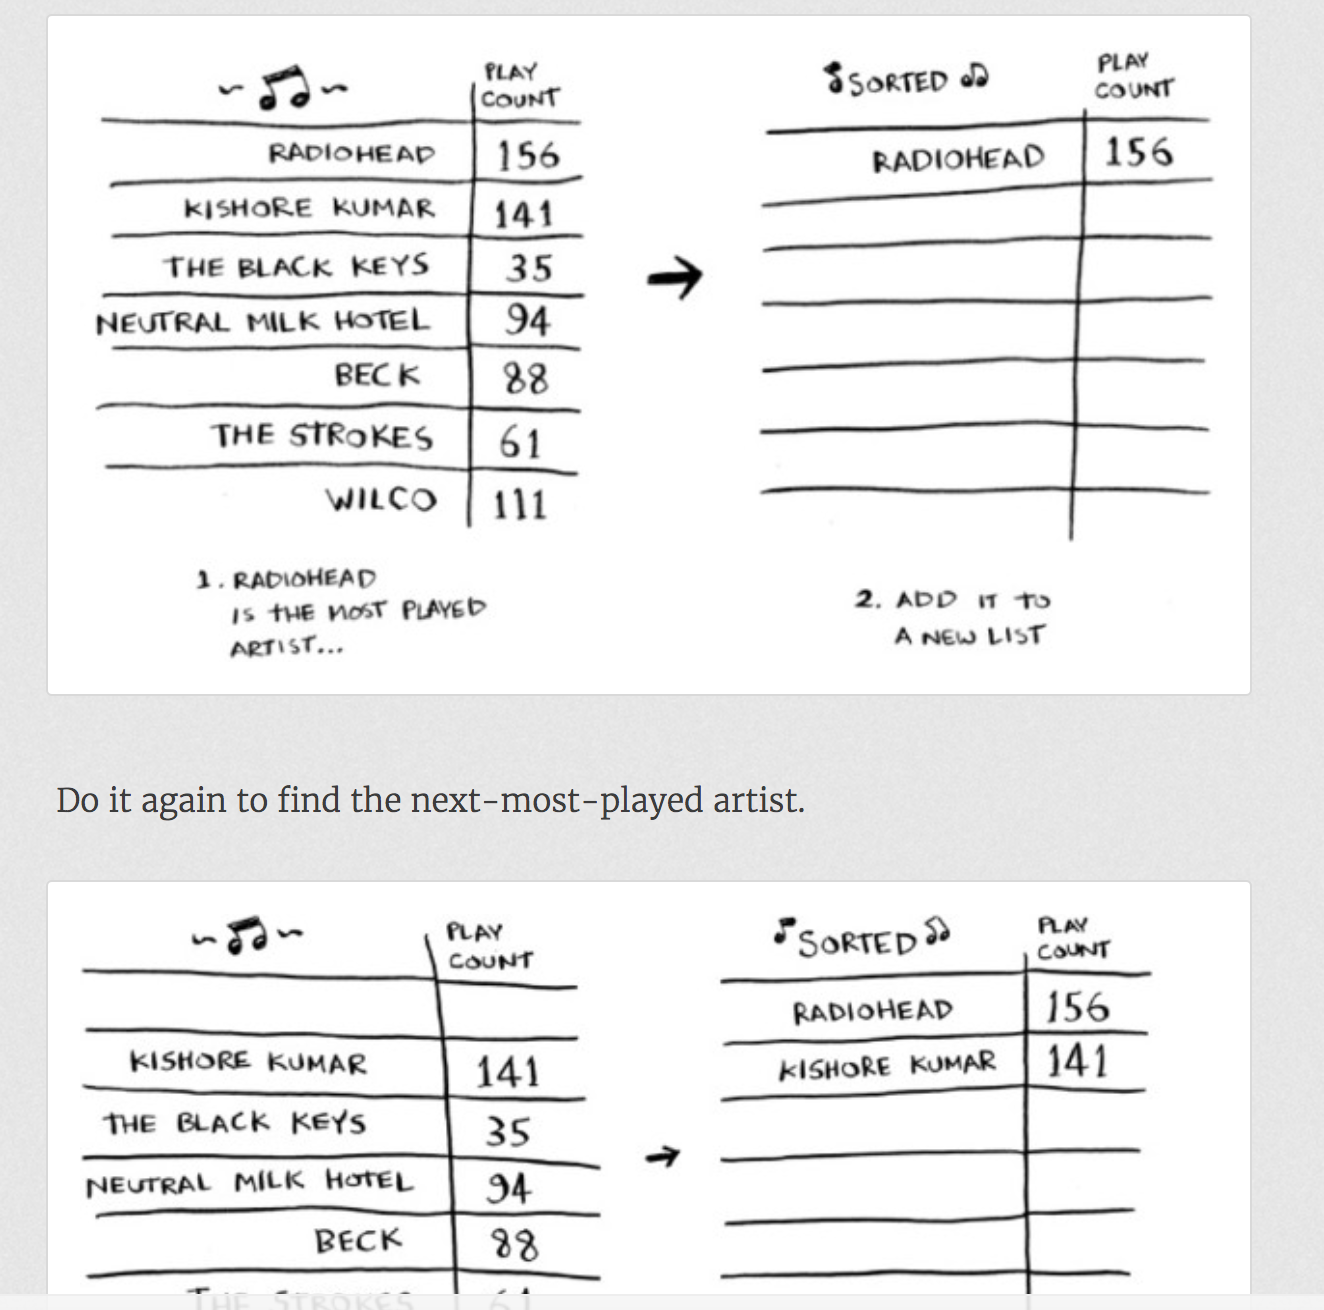 PLAY
COUNT
RADIOHEAD 156
KISHORE KUMAR 141
THE BLACK KEYS 35
NEUTRAL MILK HOTEL 94
BECK 88
THE STROKES 61
WILCO 111
1. RADIOHEAD
IS THE MOST PLAYED
ARTIST...
SORTED
PLAY
COUNT
RADIOHEAD 156
2. ADD IT TO
A NEW LIST
Do it again to find the next-most-played artist.
PLAY
COUNT
KISHORE KUMAR 141
THE BLACK KEYS 35
NEUTRAL MILK HOTEL 94
BECK 88
THE STROKES 61
SORTED
PLAY
COUNT
RADIOHEAD 156
KISHORE KUMAR 141